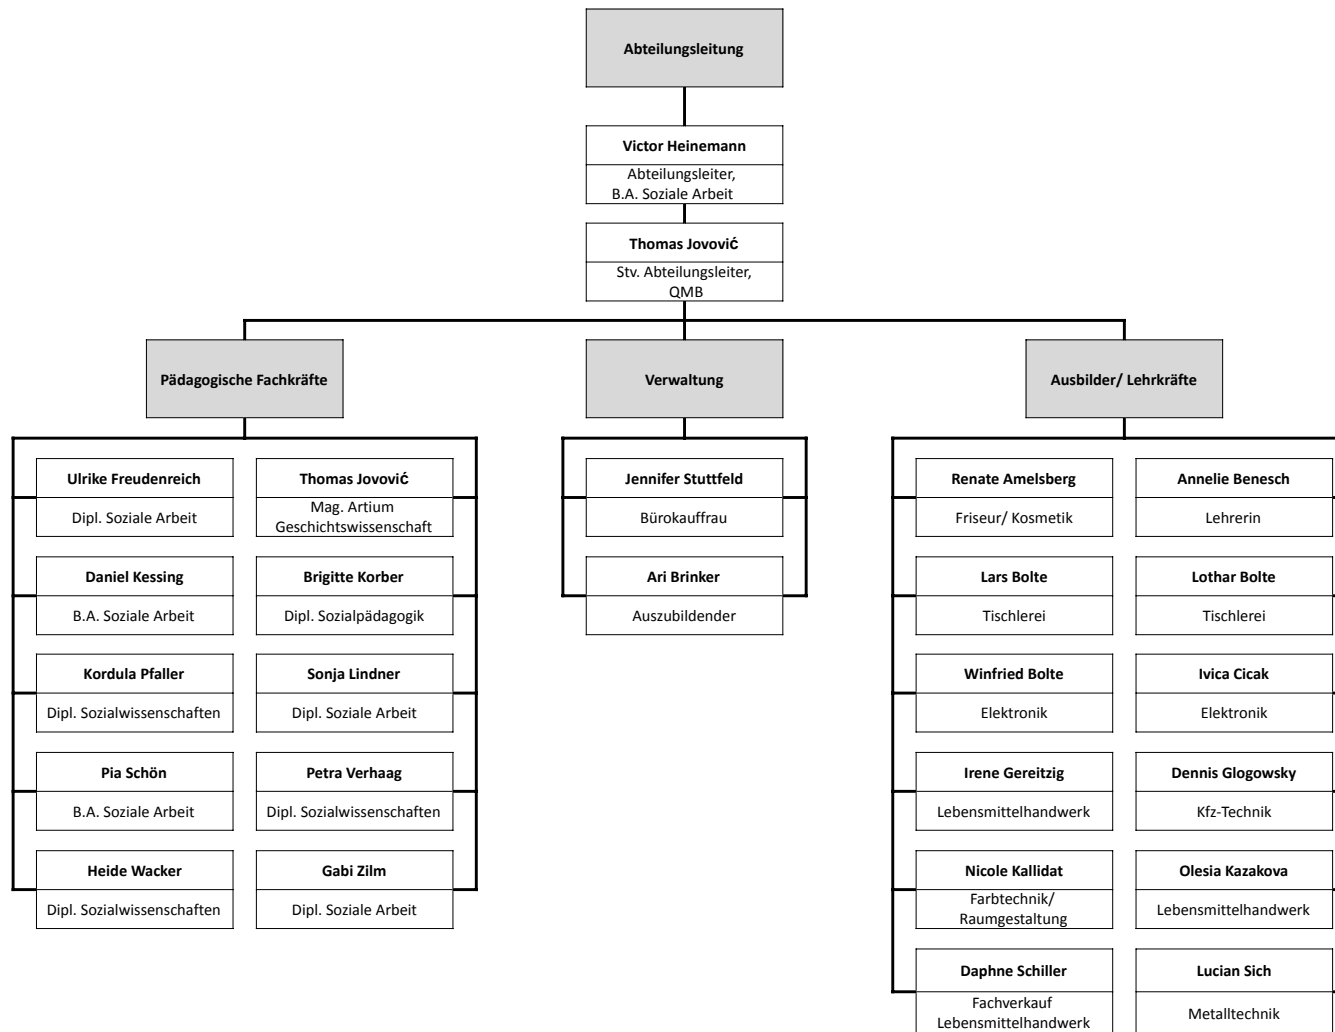 Abteilungsleitung
Victor Heinemann
Abteilungsleiter,
B.A. Soziale Arbeit
Thomas Jovović
Stv. Abteilungsleiter,
QMB
Pädagogische Fachkräfte
Verwaltung
Ausbilder/ Lehrkräfte
Ulrike Freudenreich
Dipl. Soziale Arbeit
Thomas Jovović
Mag. Artium
Geschichtswissenschaft
Daniel Kessing
B.A. Soziale Arbeit
Brigitte Korber
Dipl. Sozialpädagogik
Kordula Pfaller
Dipl. Sozialwissenschaften
Sonja Lindner
Dipl. Soziale Arbeit
Pia Schön
B.A. Soziale Arbeit
Petra Verhaag
Dipl. Sozialwissenschaften
Heide Wacker
Dipl. Sozialwissenschaften
Gabi Zilm
Dipl. Soziale Arbeit
Jennifer Stuttfeld
Bürokauffrau
Ari Brinker
Auszubildender
Renate Amelsberg
Friseur/ Kosmetik
Annelie Benesch
Lehrerin
Lars Bolte
Tischlerei
Lothar Bolte
Tischlerei
Winfried Bolte
Elektronik
Ivica Cicak
Elektronik
Irene Gereitzig
Lebensmittelhandwerk
Dennis Glogowsky
Kfz-Technik
Nicole Kallidat
Farbtechnik/
Raumgestaltung
Olesia Kazakova
Lebensmittelhandwerk
Daphne Schiller
Fachverkauf
Lebensmittelhandwerk
Lucian Sich
Metalltechnik